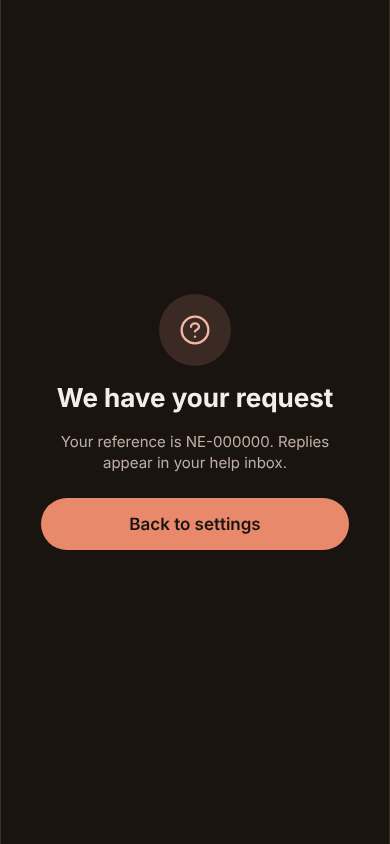 We have your request
Your reference is NE-000000. Replies
appear in your help inbox.
Back to settings